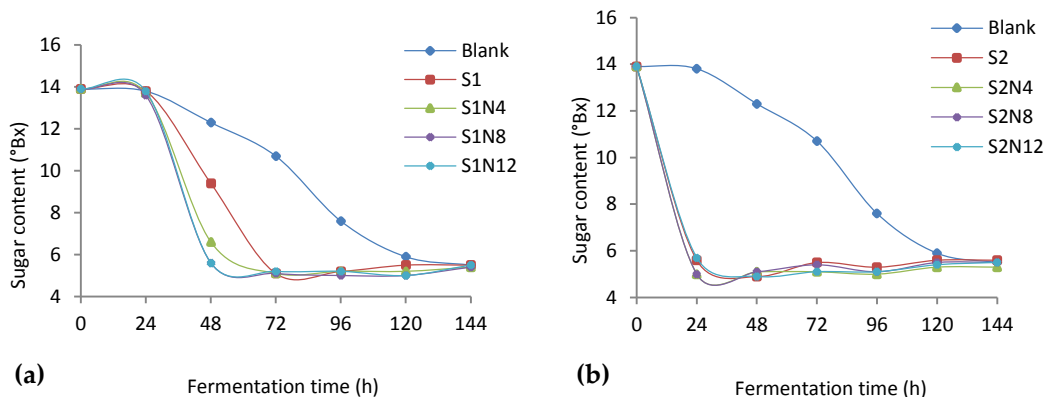 16
14
12
10
8
6
4
0 24 48 72 96 120 144
Sugar content (°Bx)
Fermentation time (h)
Blank
S1
S1N4
S1N8
S1N12
(a)
16
14
12
10
8
6
4
0 24 48 72 96 120 144
Sugar content (°Bx)
Fermentation time (h)
Blank
S2
S2N4
S2N8
S2N12
(b)